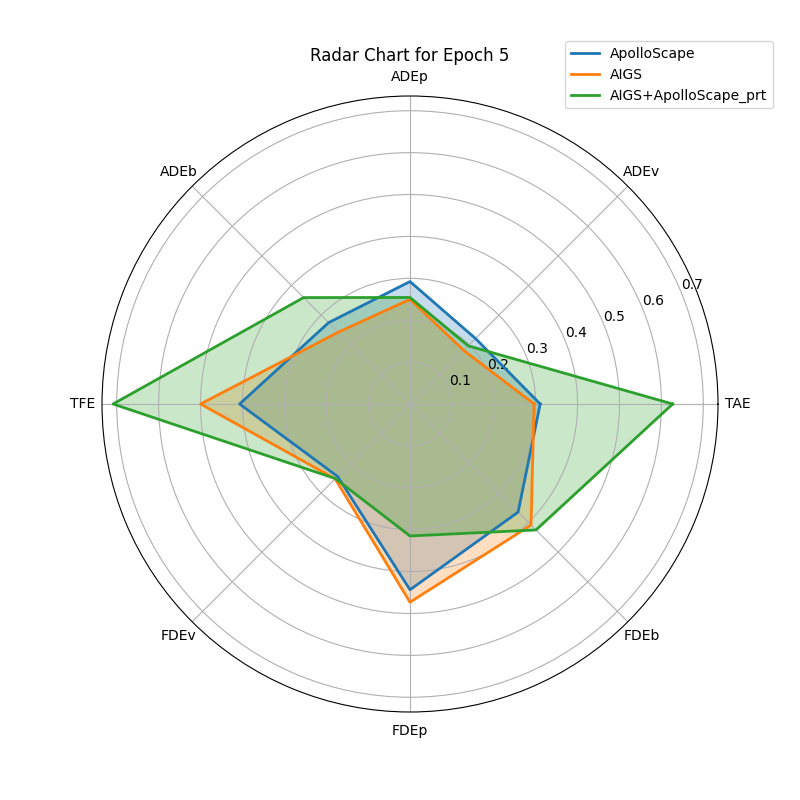 Radar Chart for Epoch 5
ApolloScape
AIGS
AIGS+ApolloScape_prt
ADEp
ADEb
ADEv
0.7
0.6
0.5
0.4
0.3
0.2
0.1
TFE
TAE
FDEv
FDEb
FDEp